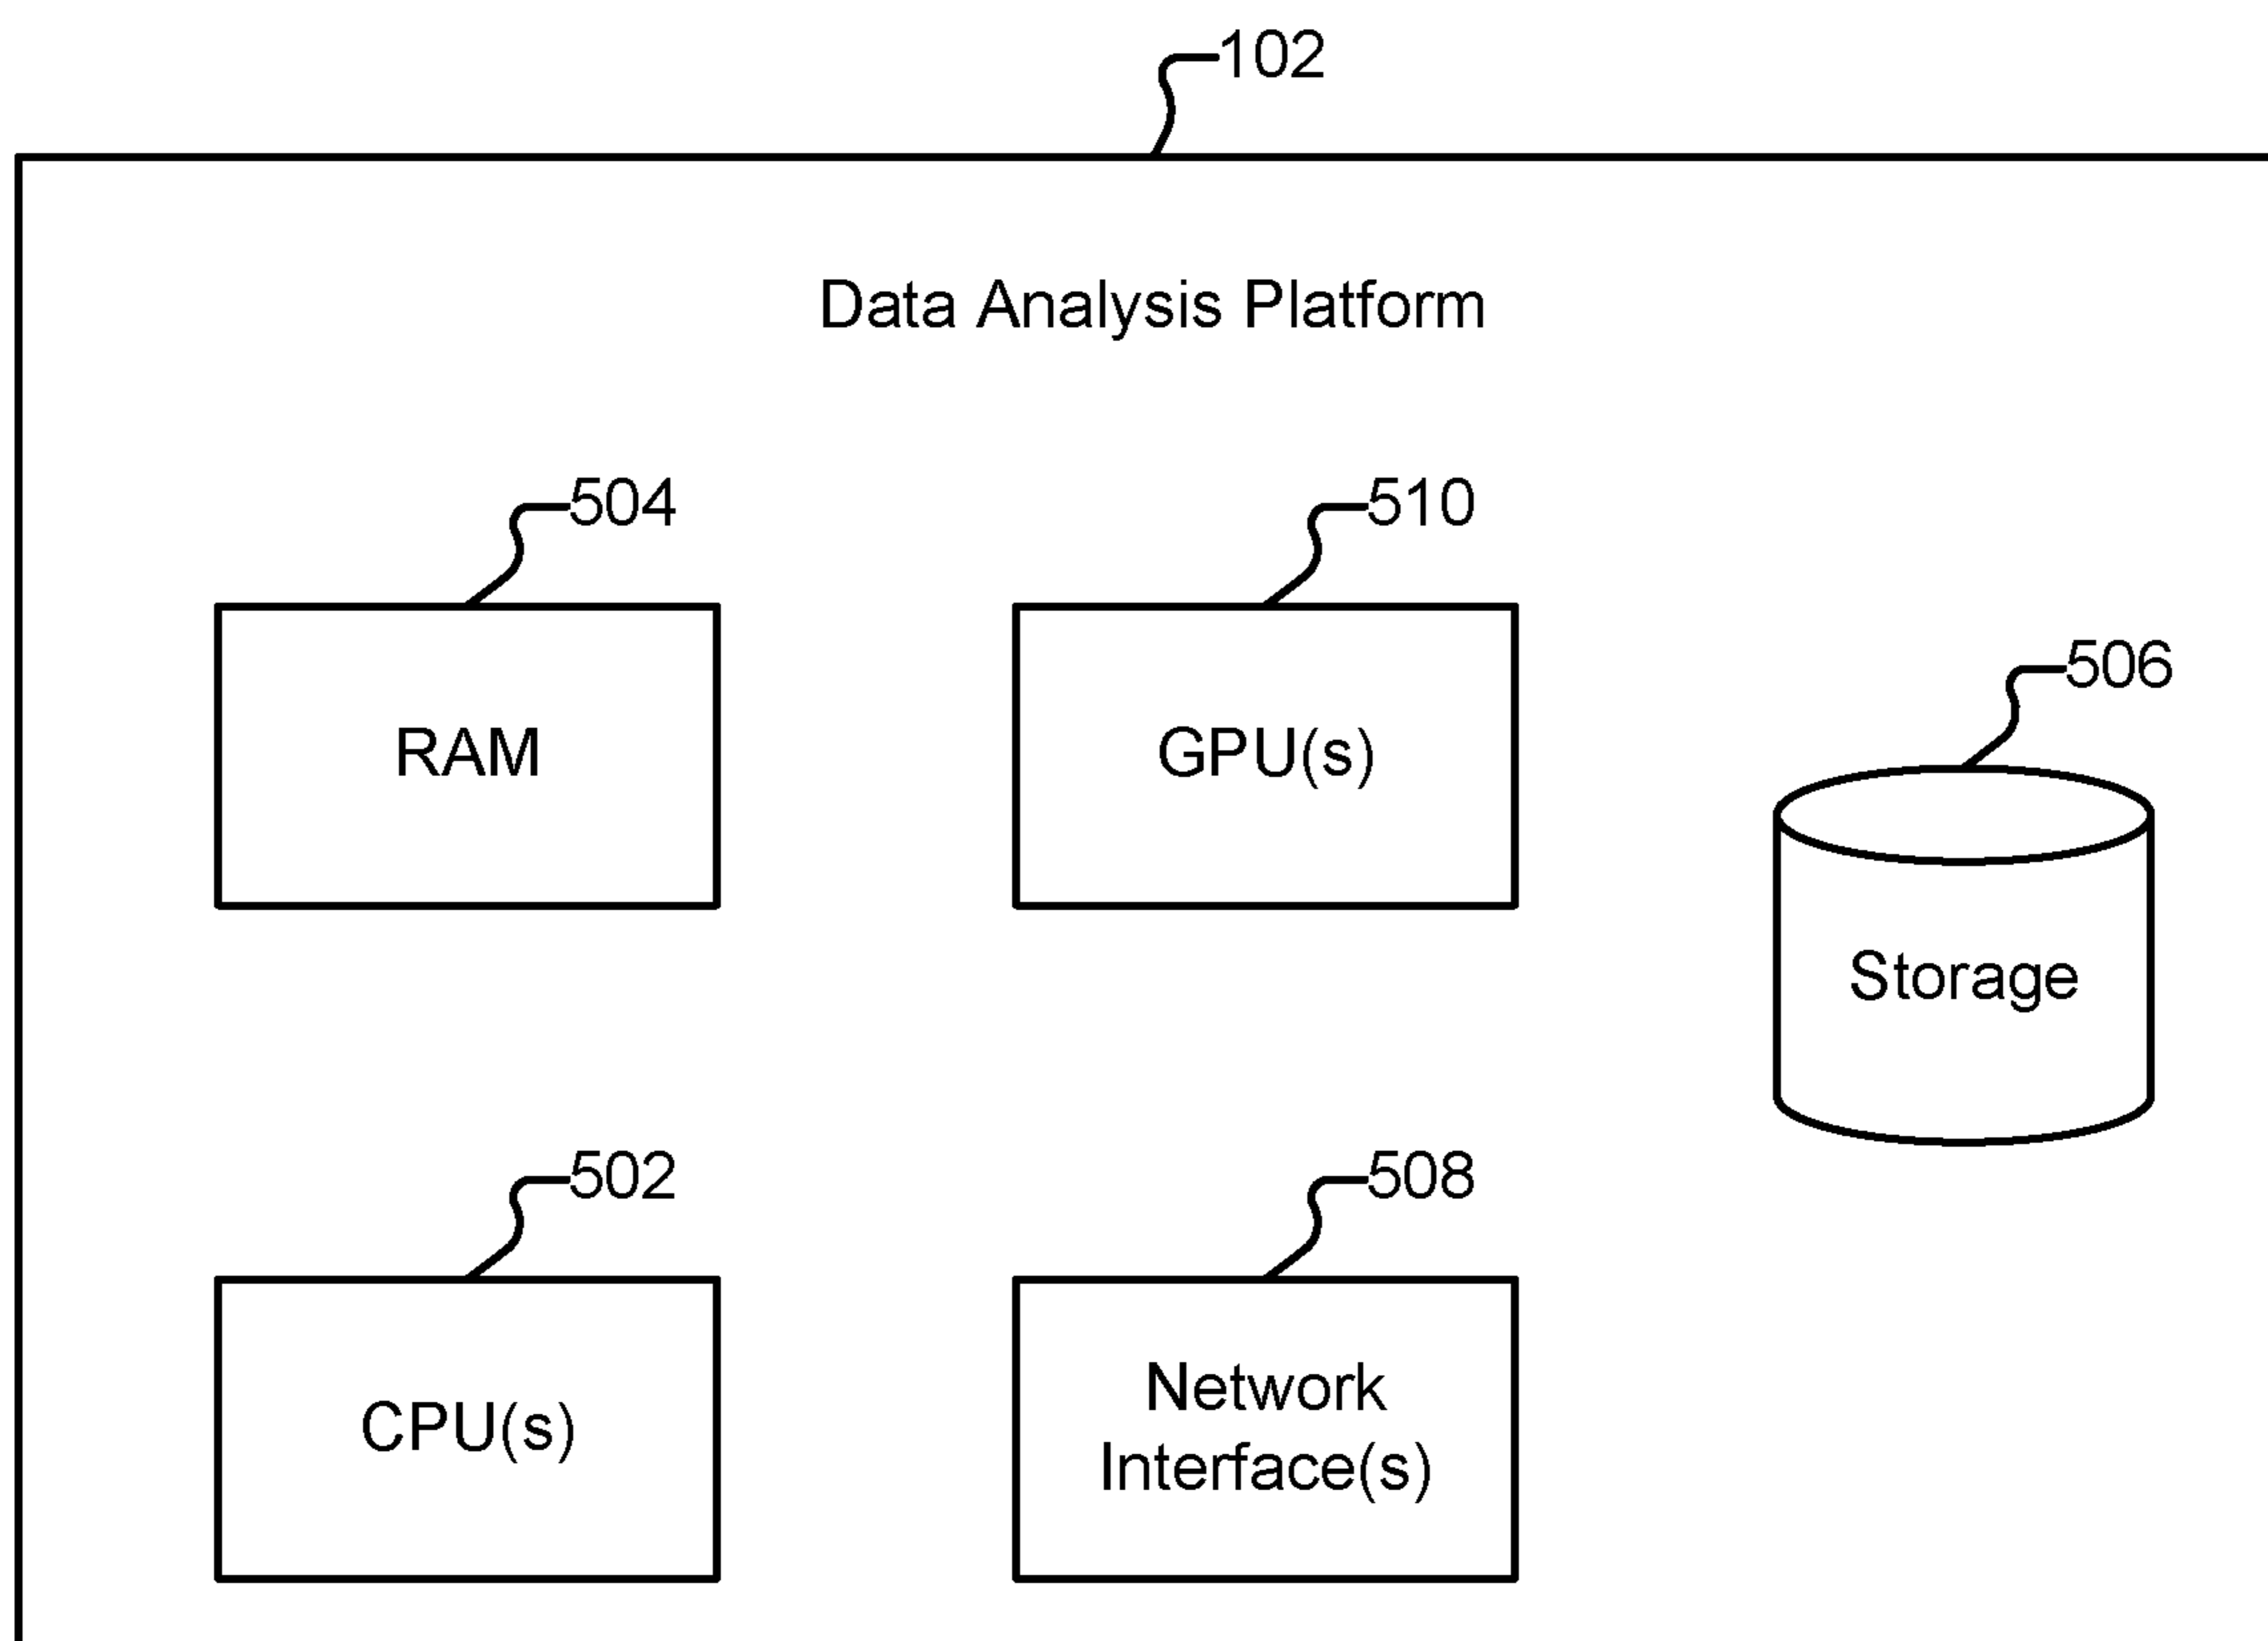 102
Data Analysis Platform
504
510
506
RAM
GPU(s)
Storage
502
508
CPU(s)
Network
Interface(s)